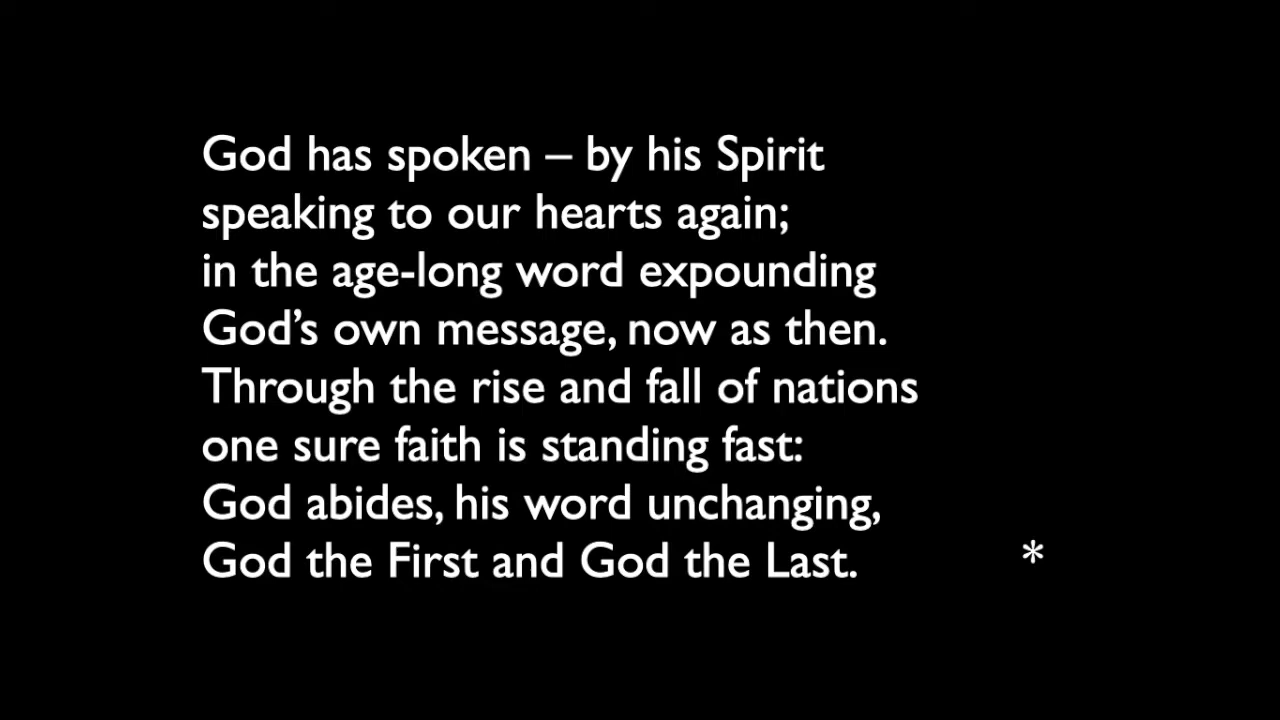 God has spoken – by his Spirit
speaking to our hearts again;
in the age-long word expounding
God’s own message, now as then.
Through the rise and fall of nations
one sure faith is standing fast:
God abides, his word unchanging,
God the First and God the Last. *